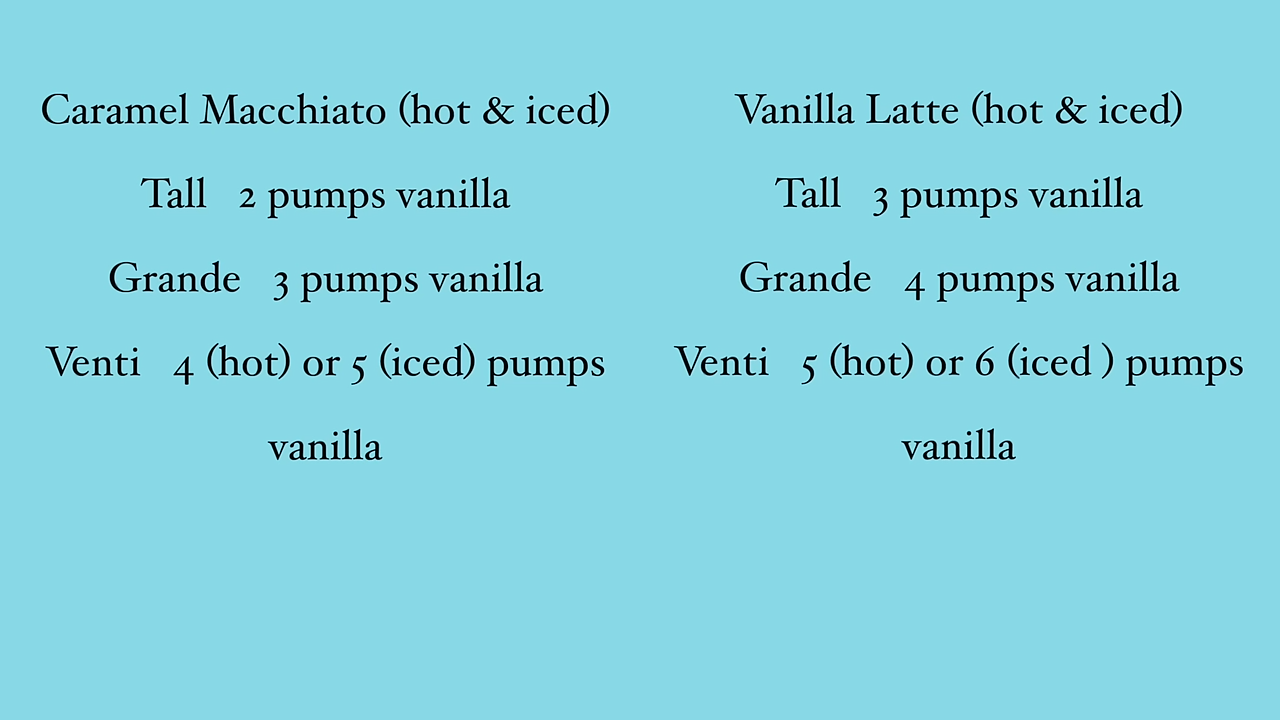 Caramel Macchiato (hot & iced)
Tall 2 pumps vanilla
Grande 3 pumps vanilla
Venti 4 (hot) or 5 (iced) pumps
vanilla
Vanilla Latte (hot & iced)
Tall 3 pumps vanilla
Grande 4 pumps vanilla
Venti 5 (hot) or 6 (iced ) pumps
vanilla